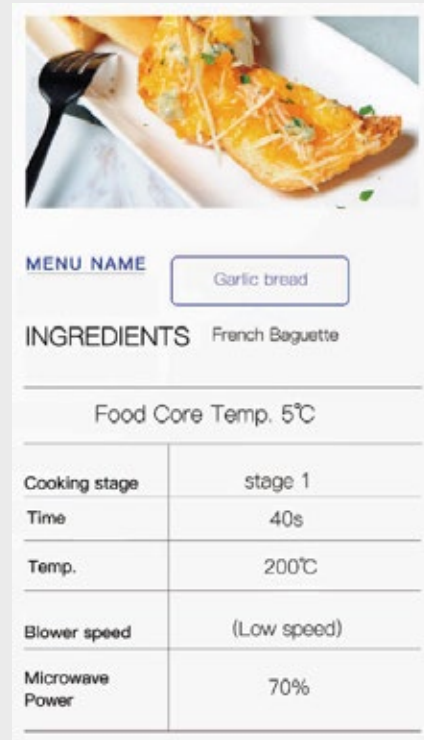 MENU NAME
Garlic bread
INGREDIENTS French Baguette
Food Core Temp. 5℃
Cooking stage stage 1
Time 40s
Temp. 200℃
Blower speed (Low speed)
Microwave
Power
70%